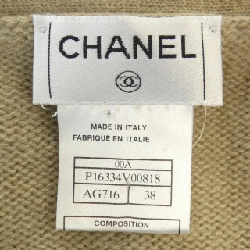 CHANEL
MADE IN ITALY
FABRIQUE EN ITALIE
00A
P16334V00818
AG716 38
COMPOSITION